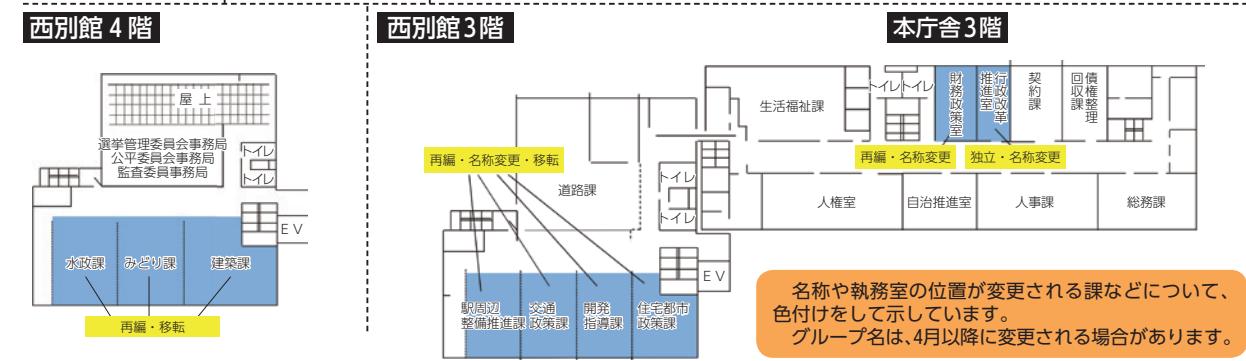 西別館4階
屋上
選挙管理委員会事務局
公平委員会事務局
監査委員事務局
トイレ
トイレ
EV
水政課
みどり課
建築課
再編・移転
西別館3階
再編・名称変更・移転
道路課
トイレ
トイレ
EV
駅周辺
整備推進課
交通
政策課
開発
指導課
住宅都市
政策課
本庁舎3階
生活福祉課
トイレ
トイレ
財務政策室
行政改革
推進室
契約課
債権整理
回収課
再編・名称変更
独立・名称変更
人権室
自治推進室
人事課
総務課
名称や執務室の位置が変更される課などについて、
色付けをして示しています。
グループ名は、4月以降に変更される場合があります。